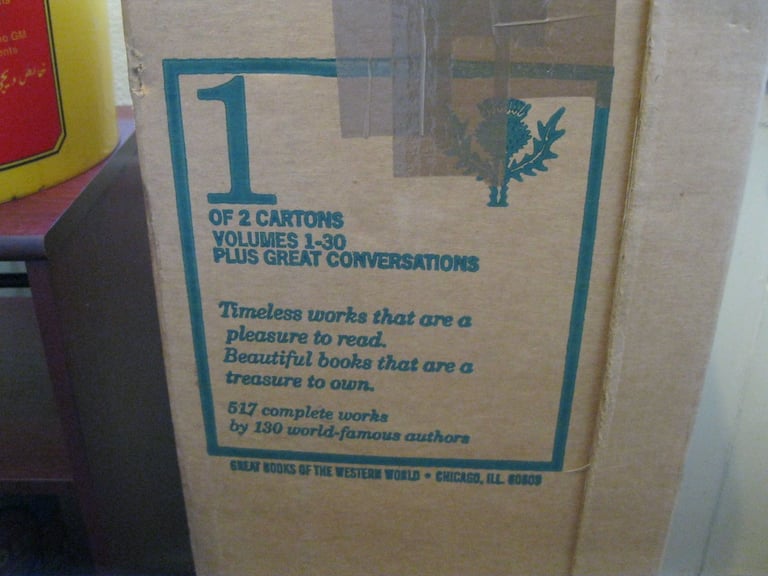 1
OF 2 CARTONS
VOLUMES 1-30
PLUS GREAT CONVERSATIONS
Timeless works that are a
pleasure to read.
Beautiful books that are a
treasure to own.
517 complete works
by 130 world-famous authors
GREAT BOOKS OF THE WESTERN WORLD • CHICAGO, ILL.
GM
خالص